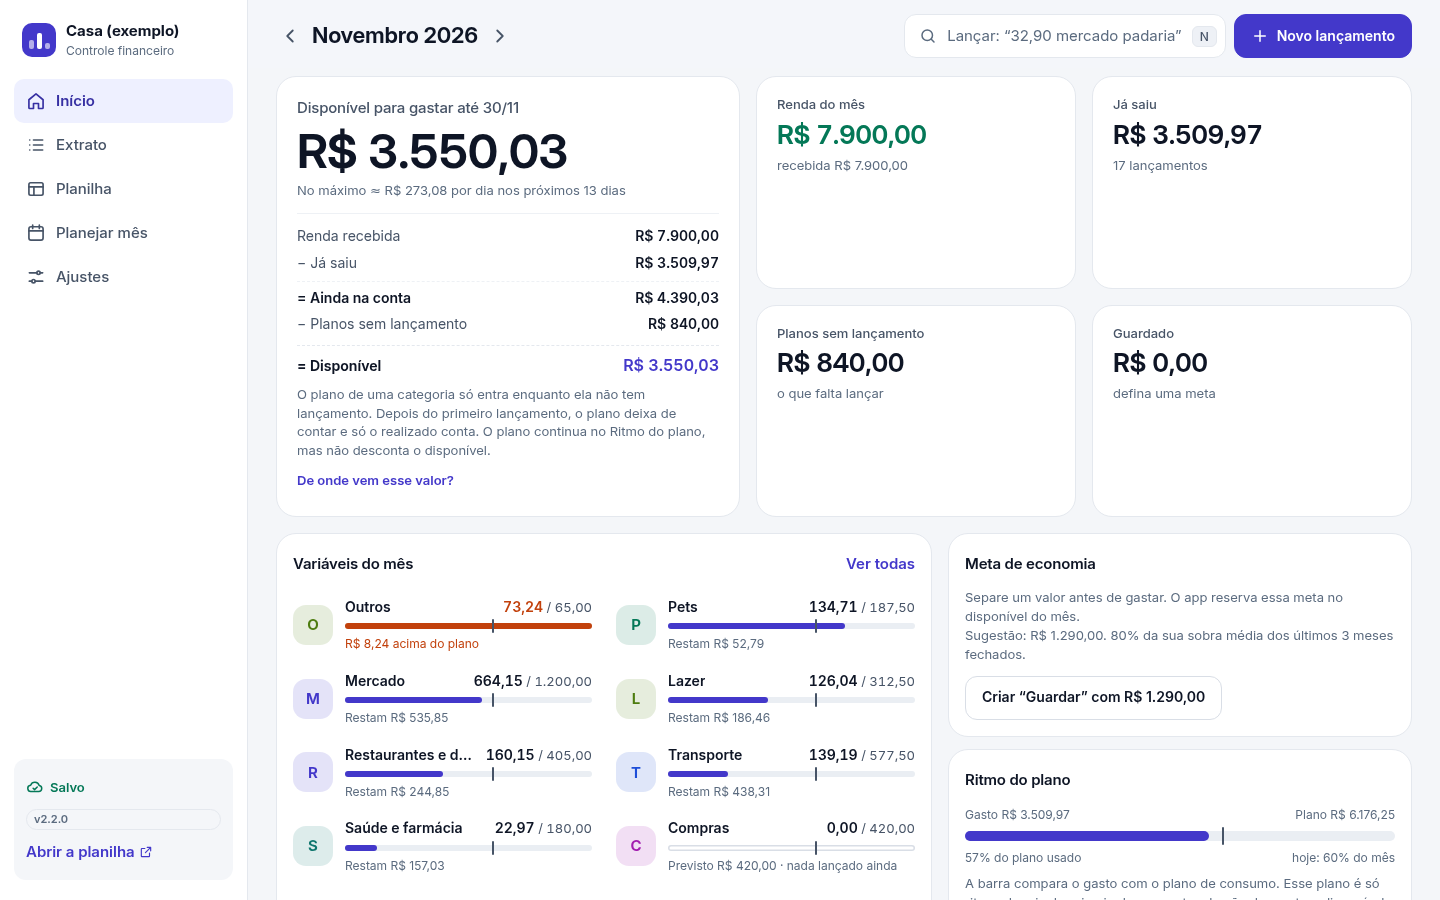 Casa (exemplo)
Controle financeiro
Início
Extrato
Planilha
Planejar mês
Ajustes
Salvo
v2.2.0
Abrir a planilha
Novembro 2026
Lançar: “32,90 mercado padaria”
N
Novo lançamento
Disponível para gastar até 30/11
R$ 3.550,03
No máximo ≈ R$ 273,08 por dia nos próximos 13 dias
Renda recebida R$ 7.900,00
− Já saiu R$ 3.509,97
= Ainda na conta R$ 4.390,03
− Planos sem lançamento R$ 840,00
= Disponível R$ 3.550,03
O plano de uma categoria só entra enquanto ela não tem
lançamento. Depois do primeiro lançamento, o plano deixa de
contar e só o realizado conta. O plano continua no Ritmo do plano,
mas não desconta o disponível.
De onde vem esse valor?
Renda do mês
R$ 7.900,00
recebida R$ 7.900,00
Já saiu
R$ 3.509,97
17 lançamentos
Planos sem lançamento
R$ 840,00
o que falta lançar
Guardado
R$ 0,00
defina uma meta
Variáveis do mês
Ver todas
O
Outros 73,24 / 65,00
R$ 8,24 acima do plano
P
Pets 134,71 / 187,50
Restam R$ 52,79
M
Mercado 664,15 / 1.200,00
Restam R$ 535,85
L
Lazer 126,04 / 312,50
Restam R$ 186,46
R
Restaurantes e d... 160,15 / 405,00
Restam R$ 244,85
T
Transporte 139,19 / 577,50
Restam R$ 438,31
S
Saúde e farmácia 22,97 / 180,00
Restam R$ 157,03
C
Compras 0,00 / 420,00
Previsto R$ 420,00 · nada lançado ainda
Meta de economia
Separe um valor antes de gastar. O app reserva essa meta no
disponível do mês.
Sugestão: R$ 1.290,00. 80% da sua sobra média dos últimos 3 meses
fechados.
Criar “Guardar” com R$ 1.290,00
Ritmo do plano
Gasto R$ 3.509,97 Plano R$ 6.176,25
57% do plano usado hoje: 60% do mês
A barra compara o gasto com o plano de consumo. Esse plano é só